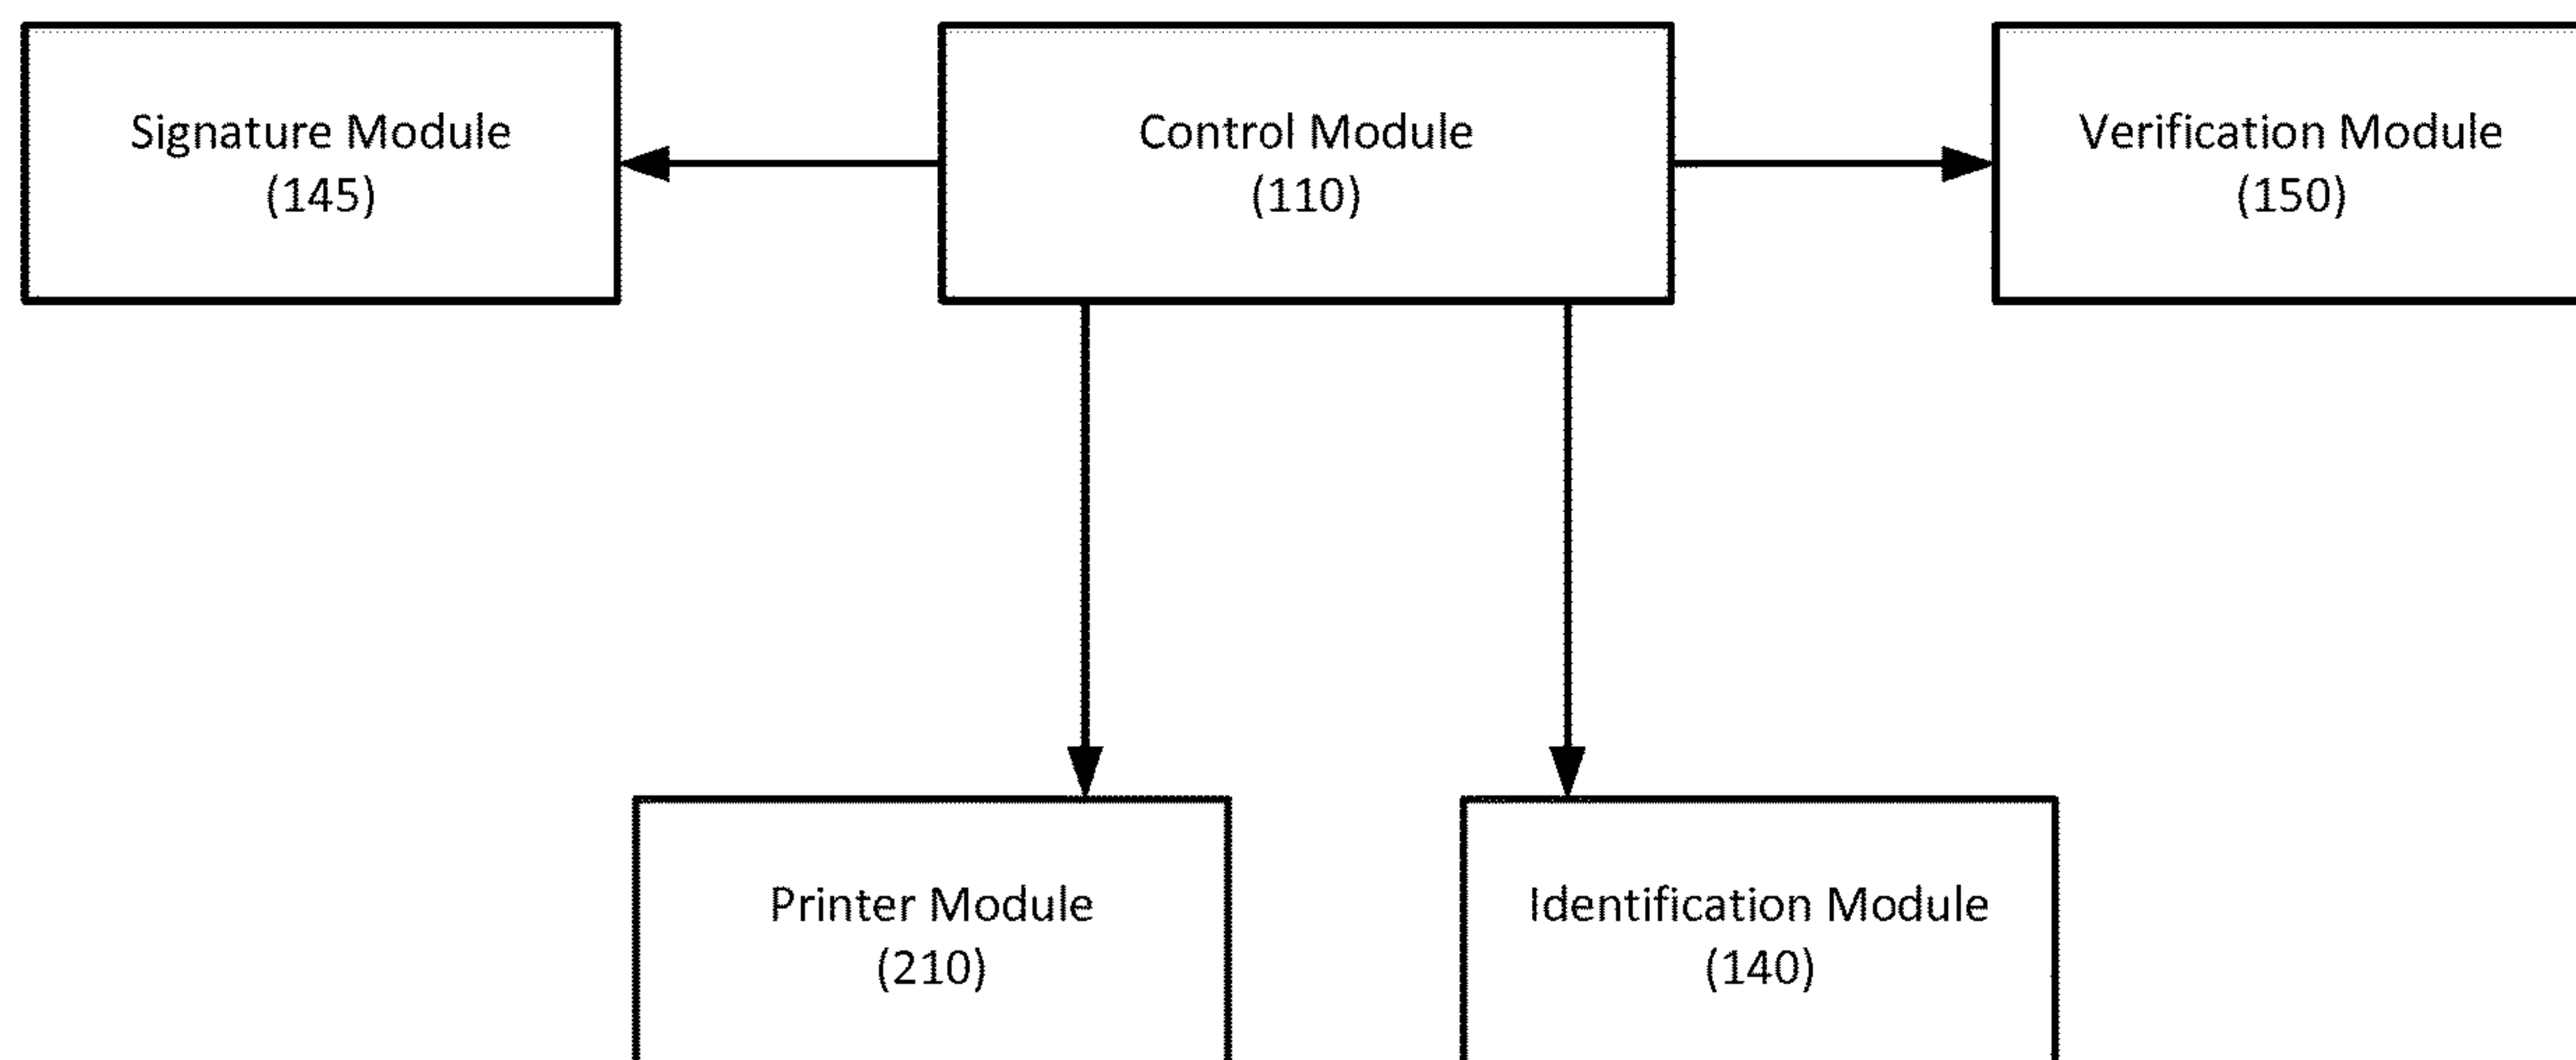 Signature Module
(145)
Control Module
(110)
Verification Module
(150)
Printer Module
(210)
Identification Module
(140)